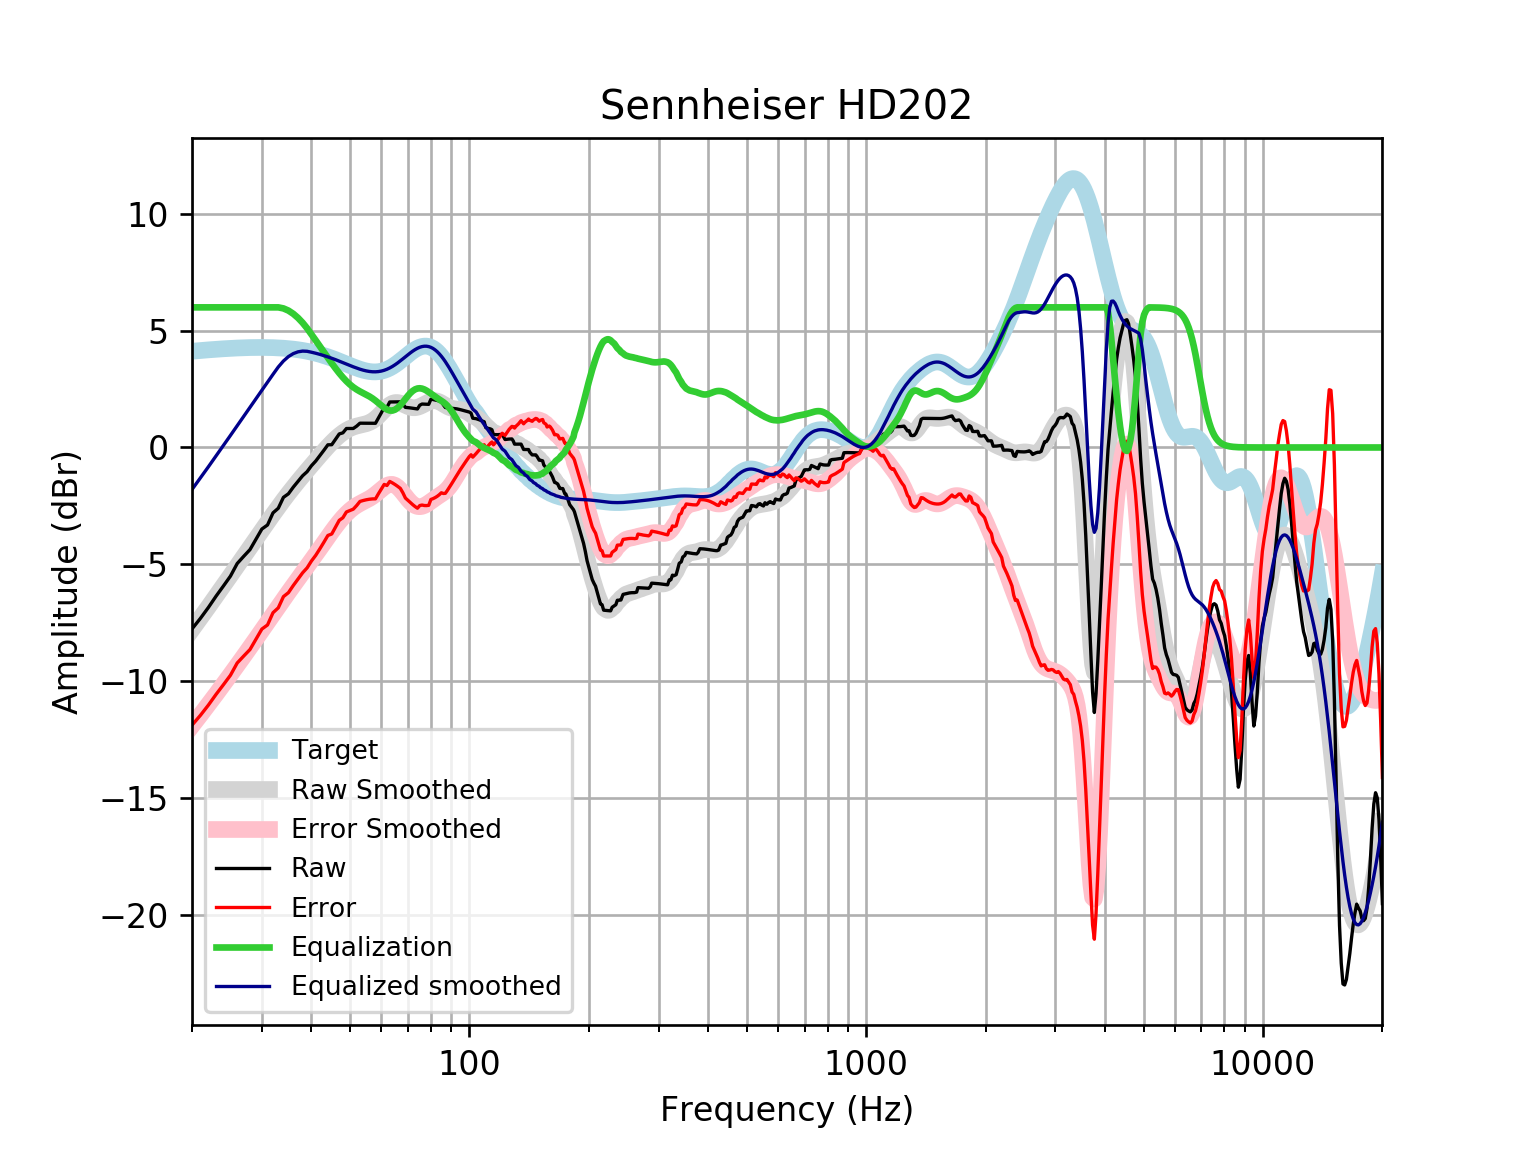 Sennheiser HD202
Amplitude (dBr)
10
5
0
−5
−10
−15
−20
Target
Raw Smoothed
Error Smoothed
Raw
Error
Equalization
Equalized smoothed
100
1000
10000
Frequency (Hz)